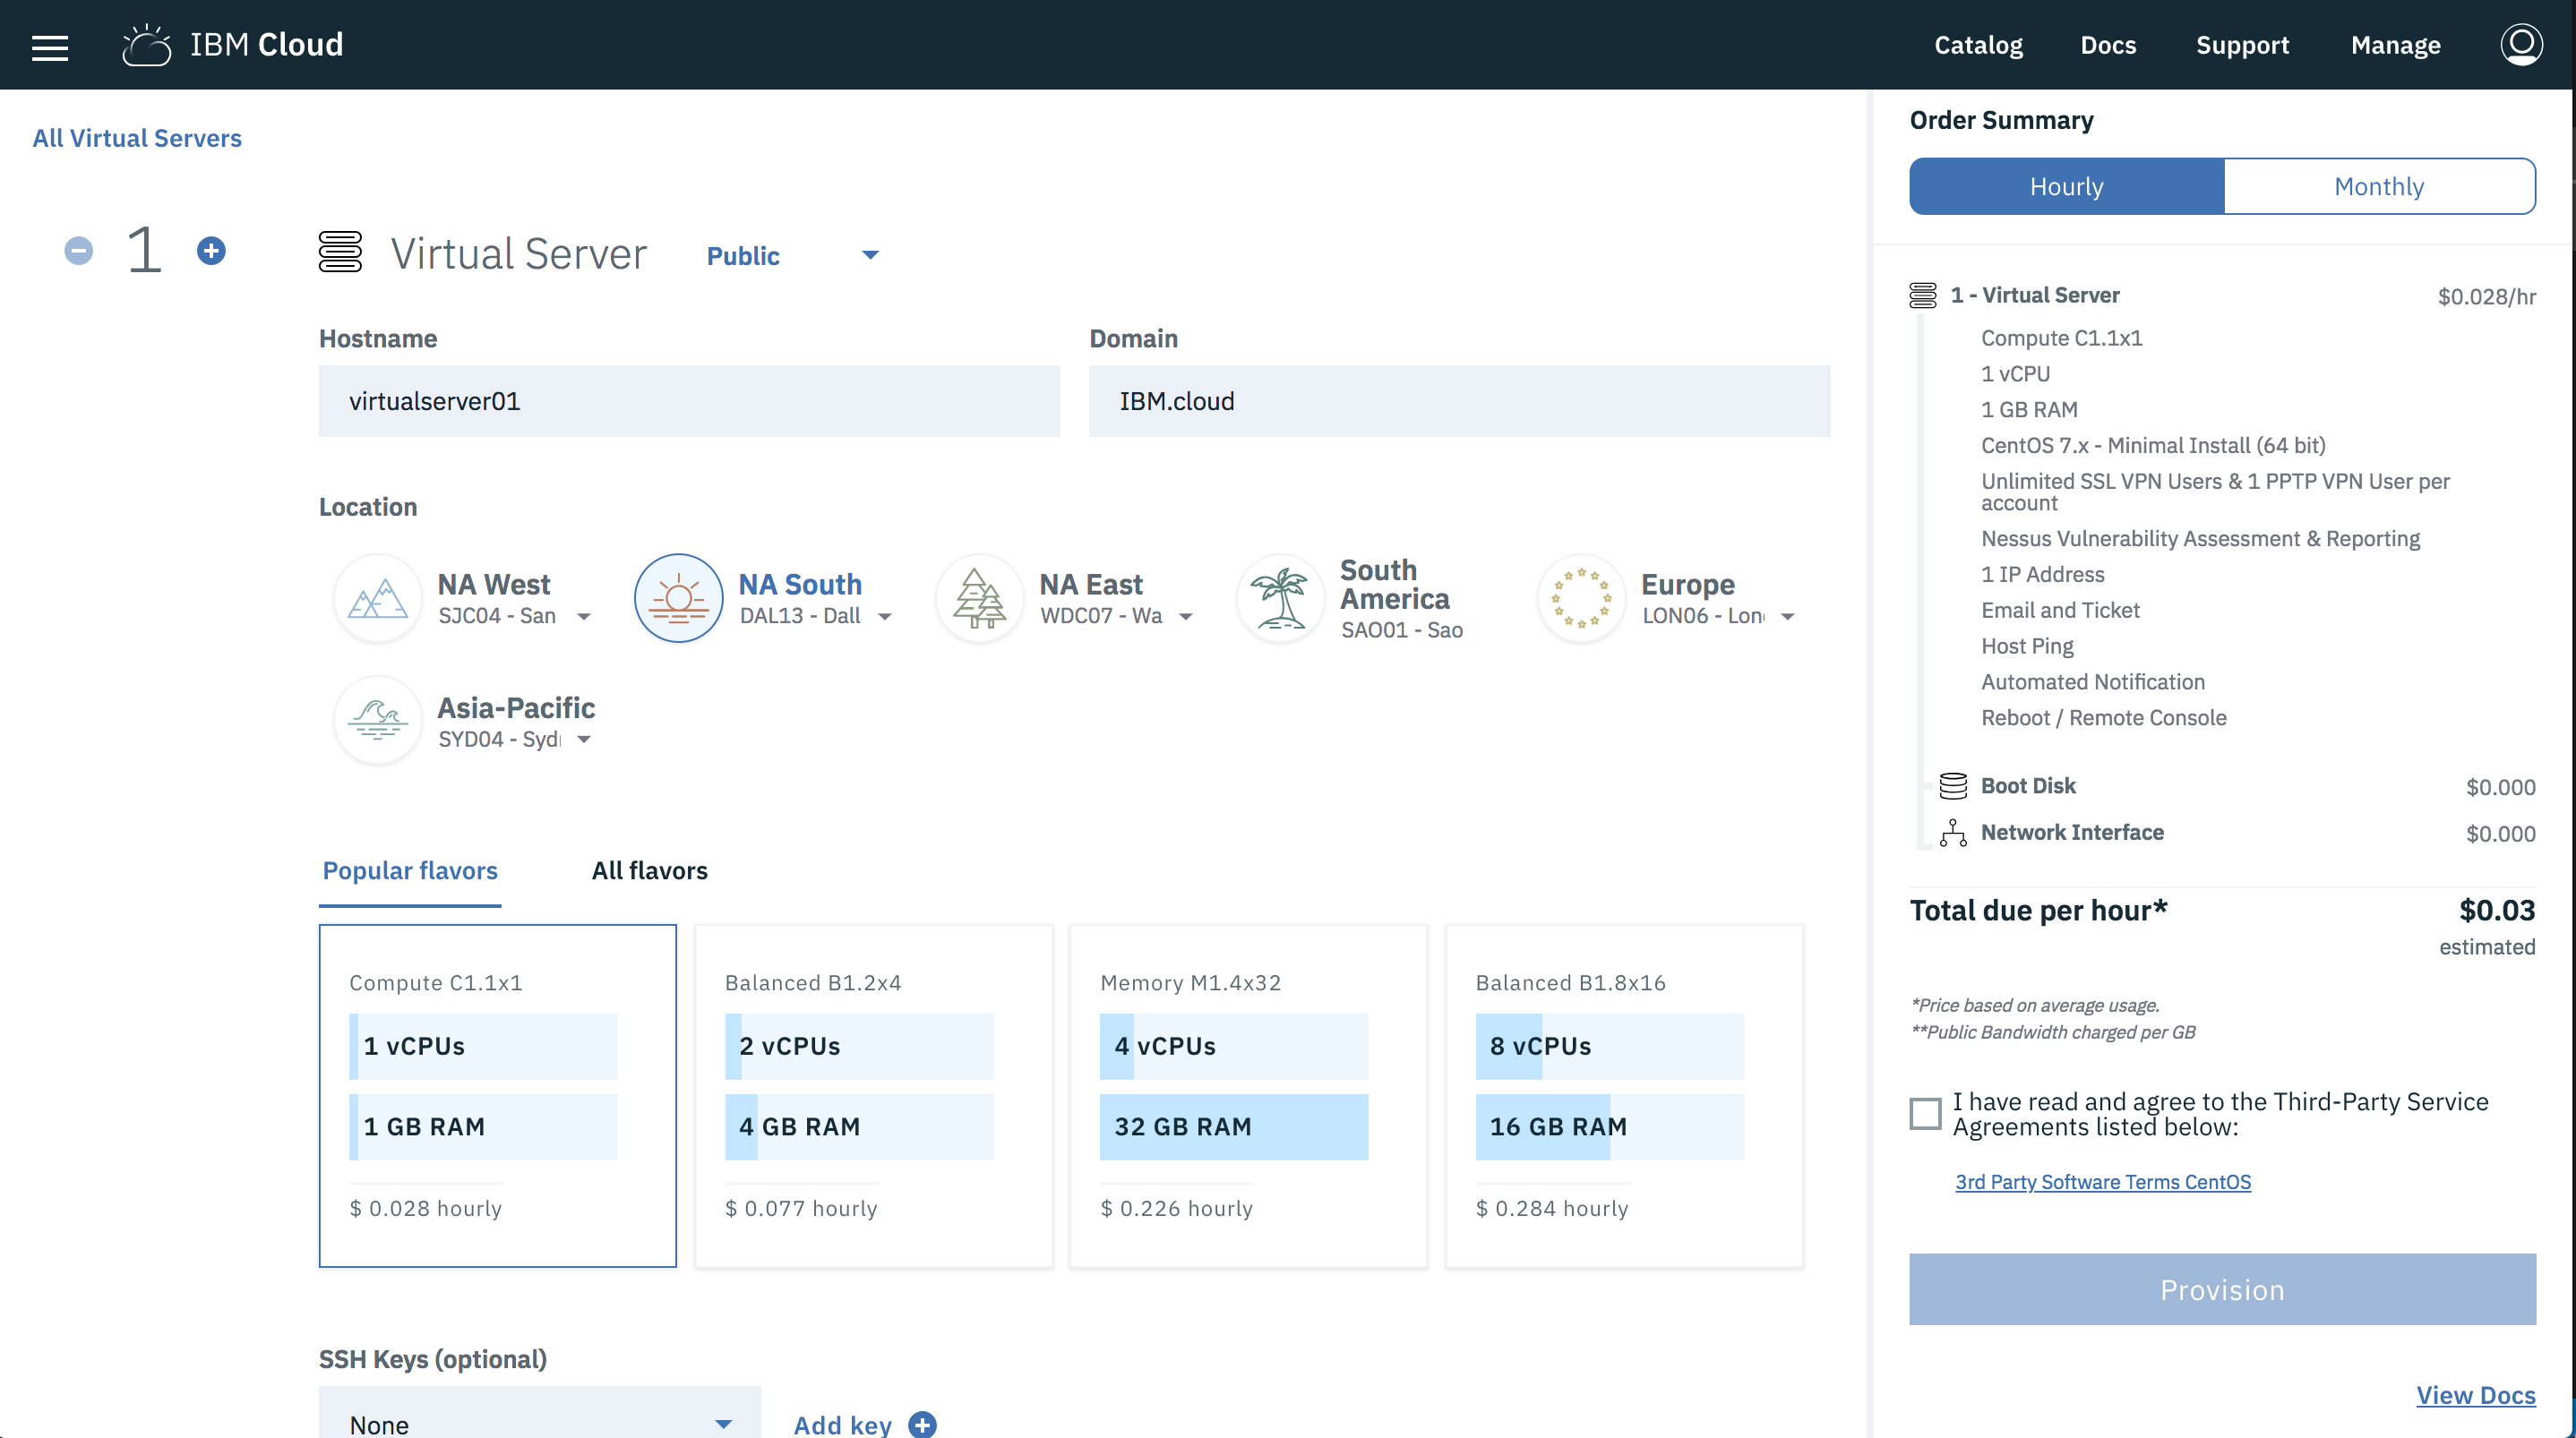 IBM Cloud
Catalog
Docs
Support
Manage
All Virtual Servers
1
Virtual Server
Public
Hostname
Domain
virtualserver01
IBM.cloud
Location
NA West
SJC04 - San
NA South
DAL13 - Dall
NA East
WDC07 - Wa
South
America
SAO01 - Sao
Europe
LON06 - Lon
Asia-Pacific
SYD04 - Syd
Popular flavors
All flavors
Compute C1.1x1
1 vCPUs
1 GB RAM
$ 0.028 hourly
Balanced B1.2x4
2 vCPUs
4 GB RAM
$ 0.077 hourly
Memory M1.4x32
4 vCPUs
32 GB RAM
$ 0.226 hourly
Balanced B1.8x16
8 vCPUs
16 GB RAM
$ 0.284 hourly
SSH Keys (optional)
None
Add key
Order Summary
Hourly
Monthly
1 - Virtual Server $0.028/hr
Compute C1.1x1
1 vCPU
1 GB RAM
CentOS 7.x - Minimal Install (64 bit)
Unlimited SSL VPN Users & 1 PPTP VPN User per
account
Nessus Vulnerability Assessment & Reporting
1 IP Address
Email and Ticket
Host Ping
Automated Notification
Reboot / Remote Console
Boot Disk $0.000
Network Interface $0.000
Total due per hour* $0.03
estimated
*Price based on average usage.
**Public Bandwidth charged per GB
I have read and agree to the Third-Party Service
Agreements listed below:
3rd Party Software Terms CentOS
Provision
View Docs